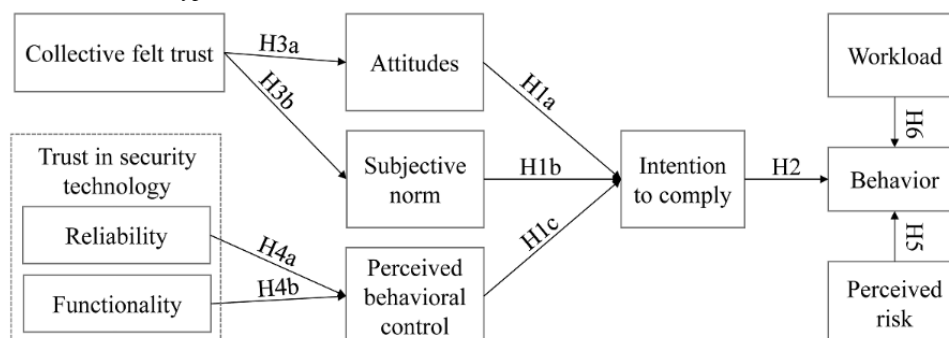 Collective felt trust
H3a
H3b
Attitudes
H1a
Workload
H6
Trust in security
technology
Reliability
Functionality
H4a
H4b
Subjective
norm
H1b
Intention
to comply
H2
Behavior
H1c
Perceived
behavioral
control
H5
Perceived
risk